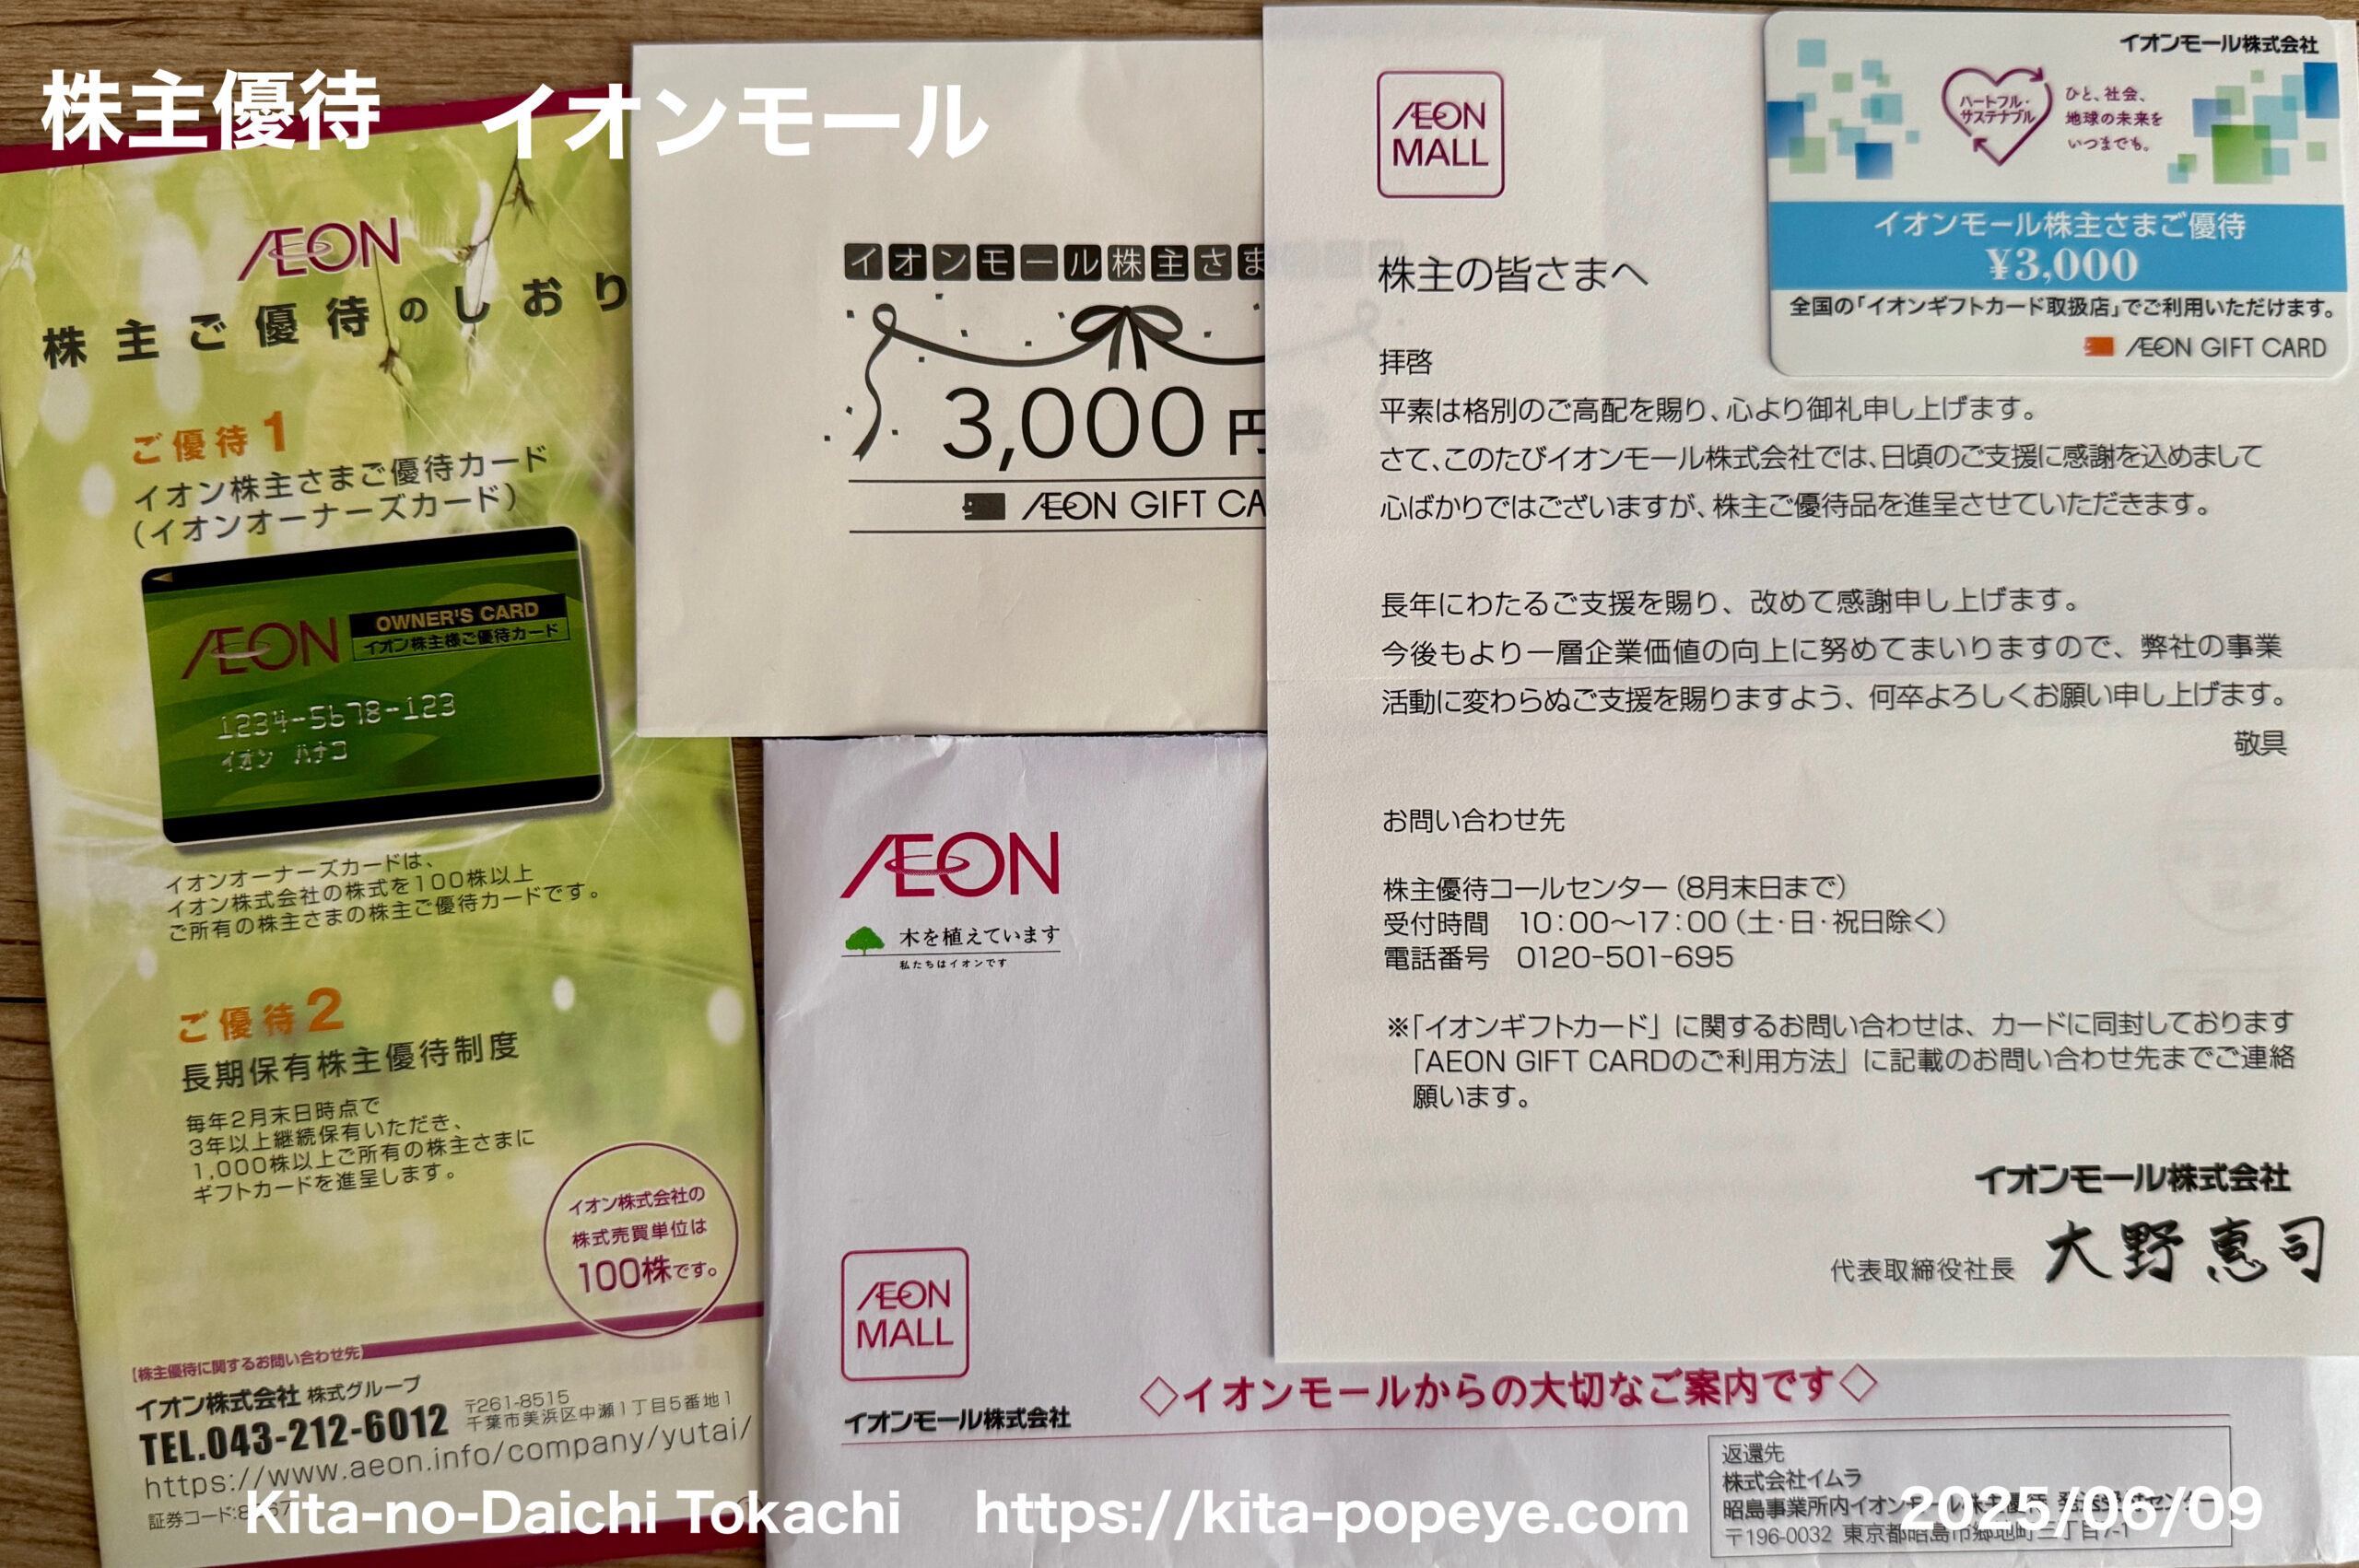 株主優待 イオンモール
ÆON
株主ご優待のしおり
ご優待1
イオン株主さまご優待カード
(イオンオーナーズカード)
ÆON
OWNER'S CARD
イオン株主様ご優待カード
1234-5678-123
イオン ハナコ
イオンオーナーズカードは、
イオン株式会社の株式を100株以上
ご所有の株主さまの株主ご優待カードです。
ご優待2
長期保有株主優待制度
毎年2月末日時点で
3年以上継続保有いただき、
1,000株以上ご所有の株主さまに
ギフトカードを進呈します。
イオン株式会社の
株式売買単位は
100株です。
【株主優待に関するお問い合わせ先】
イオン株式会社 株式グループ
TEL.043-212-6012
〒261-8515
千葉市美浜区中瀬1丁目5番地1
https://www.aeon.info/company/yutai/
証券コード:8
イオンモール株主さま
3,000円
ÆON GIFT CA
ÆON
木を植えています
私たちはイオンです
ÆON
MALL
イオンモール株式会社
◇イオンモールからの大切なご案内です◇
返還先
株式会社イムラ
昭島事業所内イオンモール
〒196-0032 東京都昭島市郷地町二丁目7-1
ÆON
MALL
株主の皆さまへ
拝啓
平素は格別のご高配を賜り、心より御礼申し上げます。
さて、このたびイオンモール株式会社では、日頃のご支援に感謝を込めまして
心ばかりではございますが、株主ご優待品を進呈させていただきます。
長年にわたるご支援を賜り、改めて感謝申し上げます。
今後もより一層企業価値の向上に努めてまいりますので、弊社の事業
活動に変わらぬご支援を賜りますよう、何卒よろしくお願い申し上げます。
敬具
お問い合わせ先
株主優待コールセンター(8月末日まで)
受付時間 10:00〜17:00(土・日・祝日除く)
電話番号 0120-501-695
※「イオンギフトカード」に関するお問い合わせは、カードに同封しております
「AEON GIFT CARDのご利用方法」に記載のお問い合わせ先までご連絡
願います。
イオンモール株式会社
代表取締役社長 大野惠司
イオンモール株式会社
ハートフル・
サステナブル
ひと、社会、
地球の未来を
いつまでも。
イオンモール株主さまご優待
¥3,000
全国の「イオンギフトカード取扱店」でご利用いただけます。
ÆON GIFT CARD
Kita-no-Daichi Tokachi https://kita-popeye.com 2025/06/09